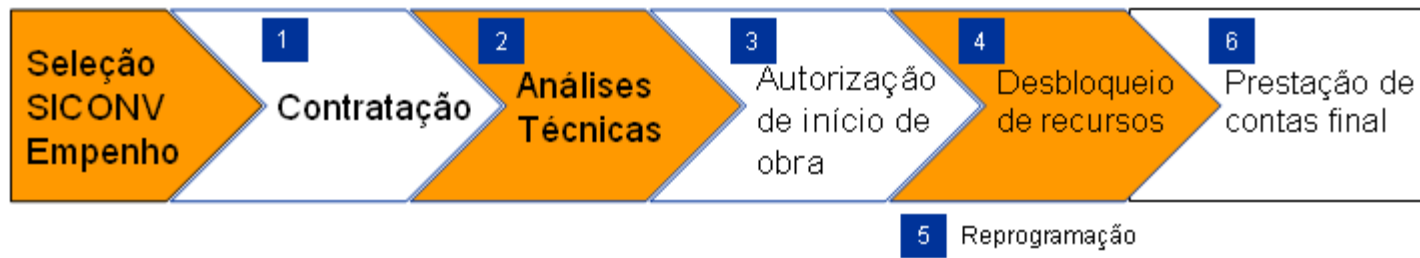 Seleção
SICONV
Empenho
1
Contratação
2
Análises
Técnicas
3
Autorização
de início de
obra
4
Desbloqueio
de recursos
6
Prestação de
contas final
5 Reprogramação